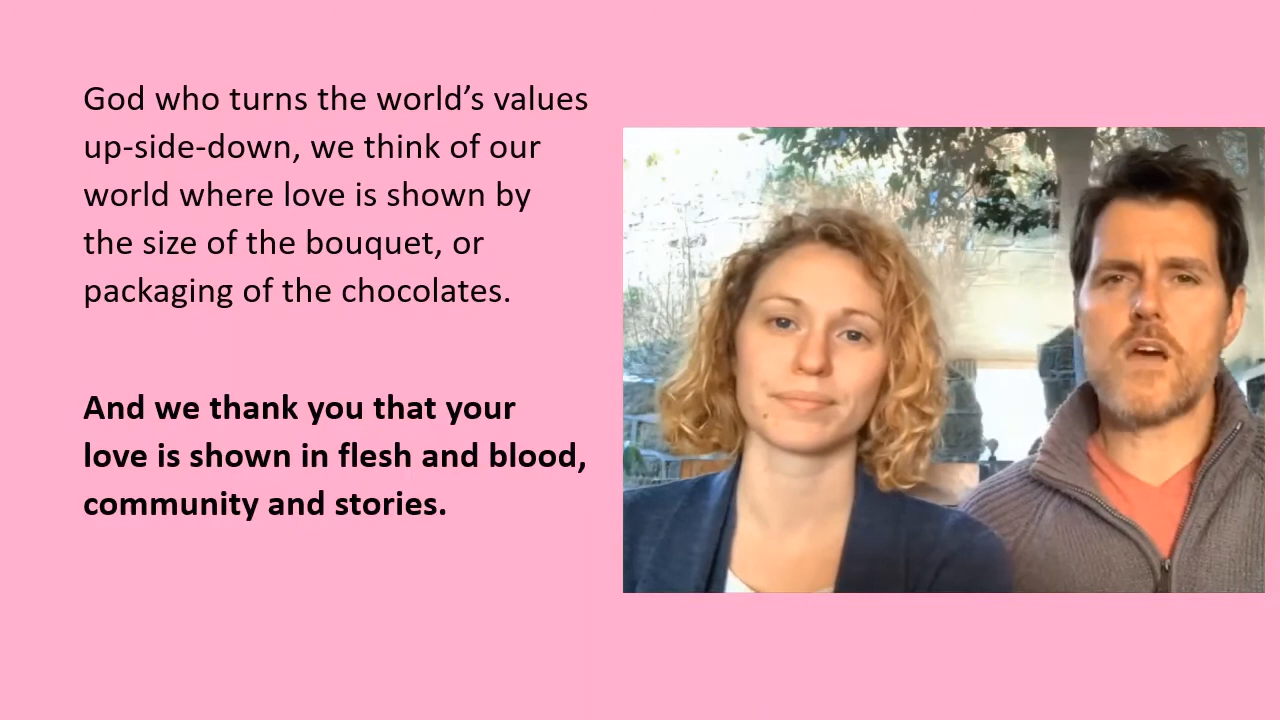 God who turns the world’s values
up-side-down, we think of our
world where love is shown by
the size of the bouquet, or
packaging of the chocolates.
And we thank you that your
love is shown in flesh and blood,
community and stories.